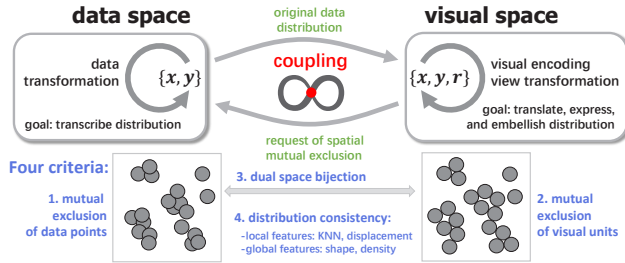 data space
visual space
original data
distribution
data
transformation
{x, y}
coupling
{x, y, r}
visual encoding
view transformation
goal: transcribe distribution
goal: translate, express,
and embellish distribution
request of spatial
mutual exclusion
Four criteria:
1. mutual
exclusion
of data points
3. dual space bijection
4. distribution consistency:
-local features: KNN, displacement
-global features: shape, density
2. mutual
exclusion
of visual units